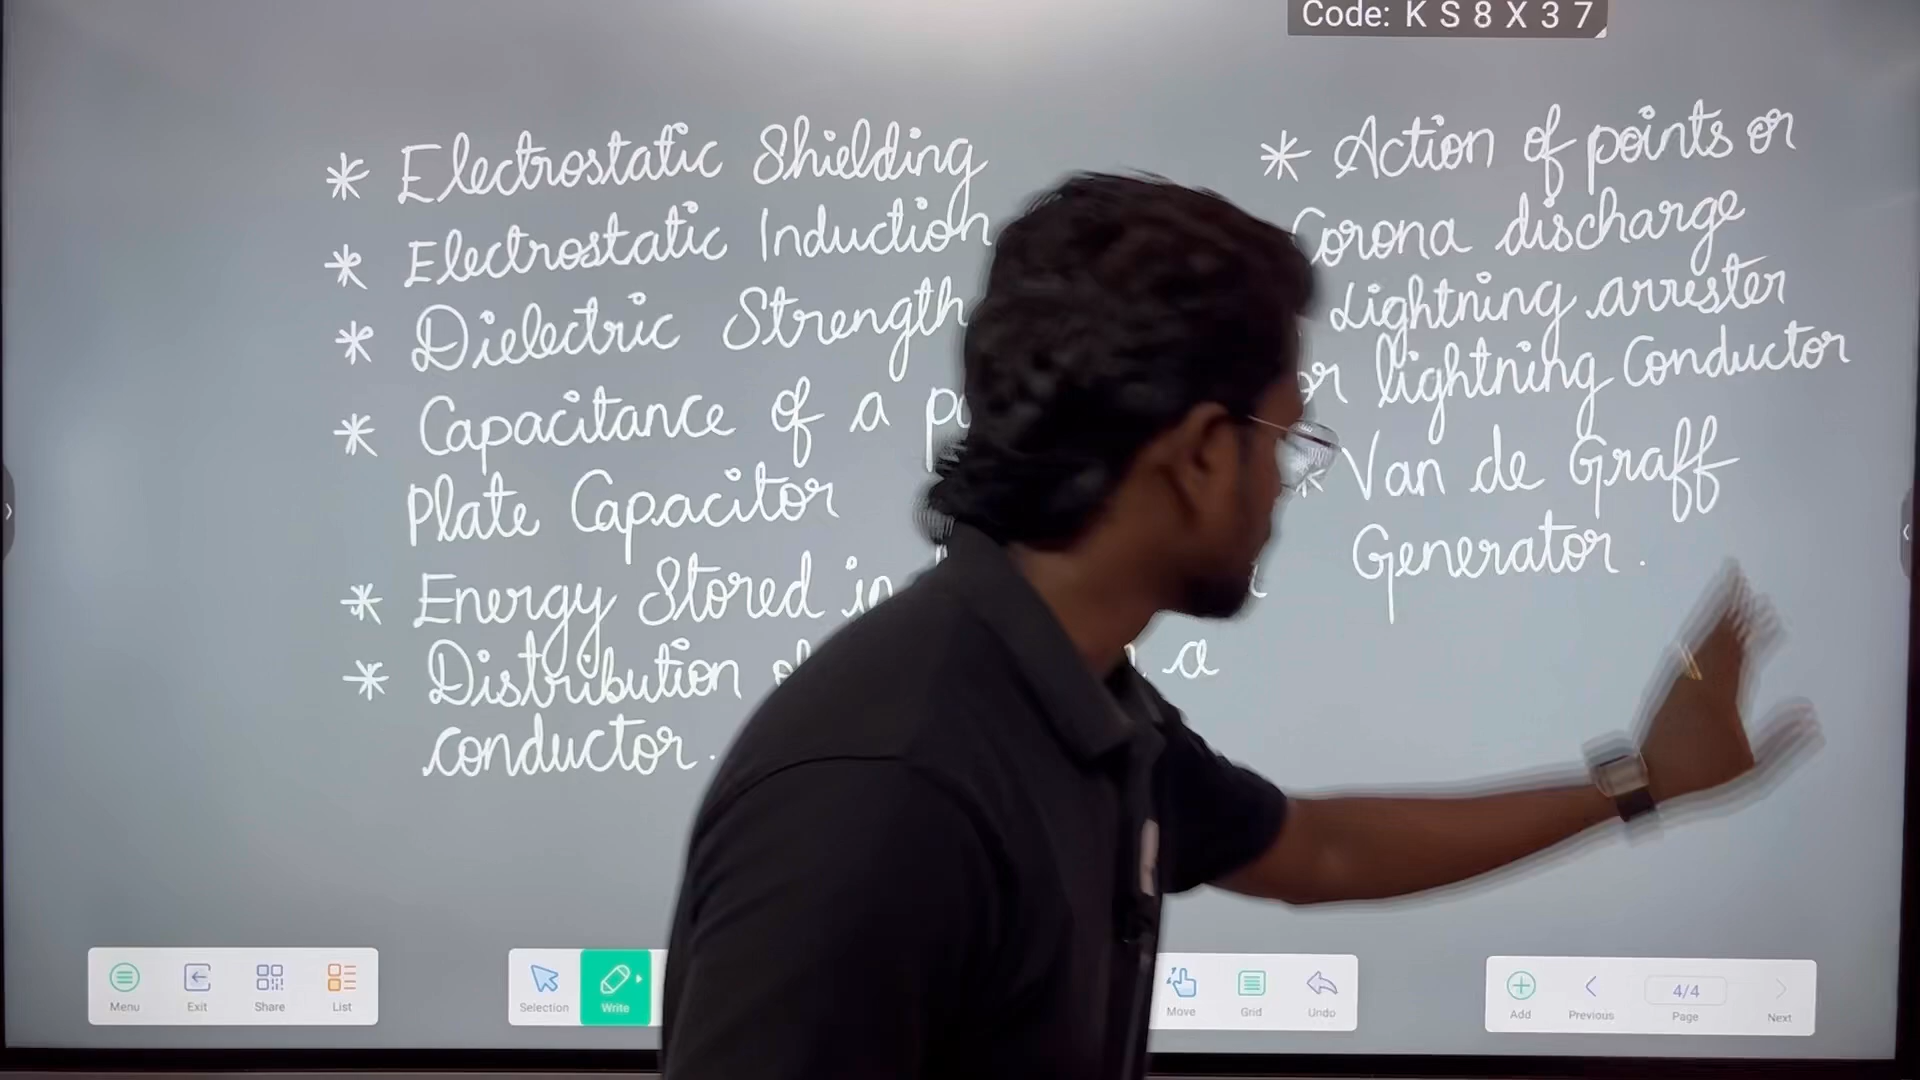 Code: K S 8 X 3 7
* Electrostatic Shielding
* Electrostatic Induction
* Dielectric Strength
* Capacitance of a
Plate Capacitor
* Energy Stored in
* Distribution a
conductor.
* Action of points or
Corona discharge
Lightning arrester
or lightning Conductor
* Van de Graff
Generator.
Menu Exit Share List
Selection Write Move Grid Undo
Add Previous 4/4 Page Next